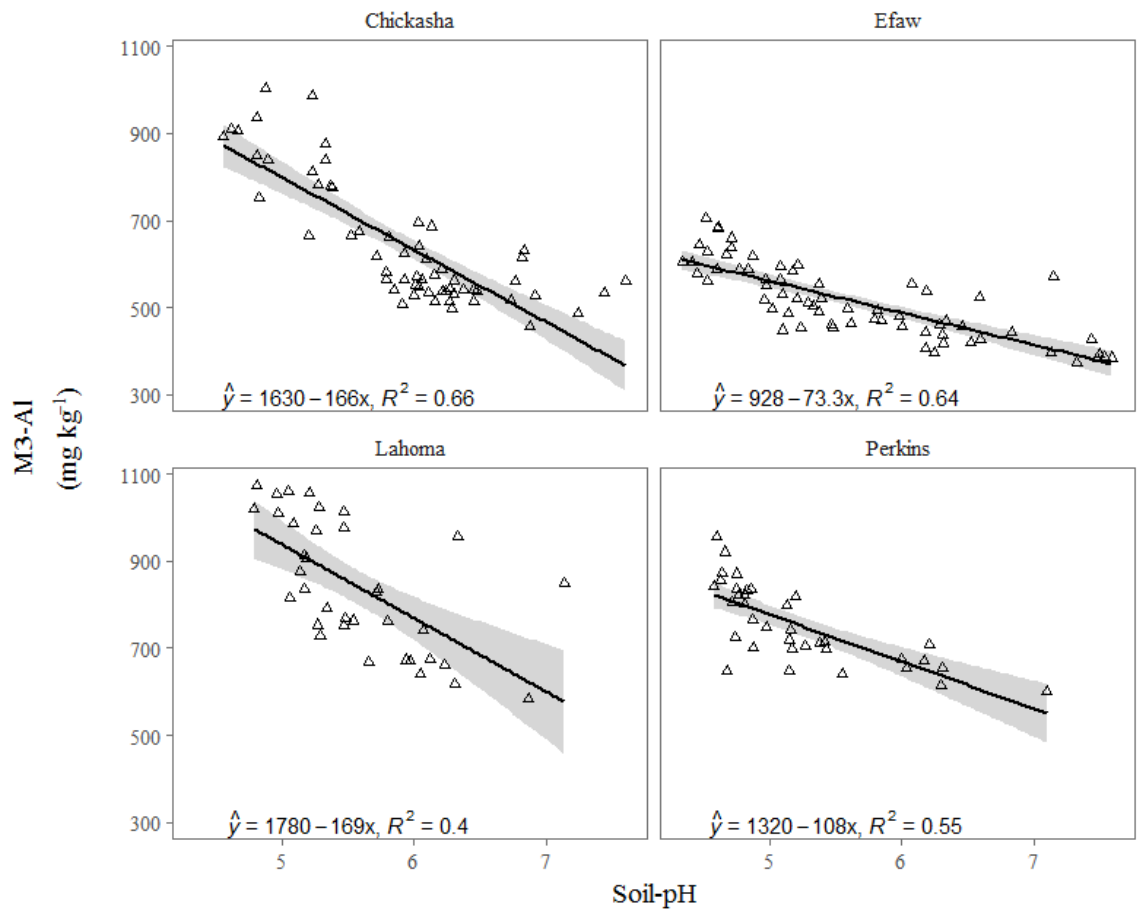 Chickasha
Efaw
M3-Al
(mg kg⁻¹)
1100
900
700
500
300
ŷ = 1630 − 166x, R² = 0.66
ŷ = 928 − 73.3x, R² = 0.64
Lahoma
Perkins
1100
900
700
500
300
ŷ = 1780 − 169x, R² = 0.4
ŷ = 1320 − 108x, R² = 0.55
5 6 7
5 6 7
Soil-pH